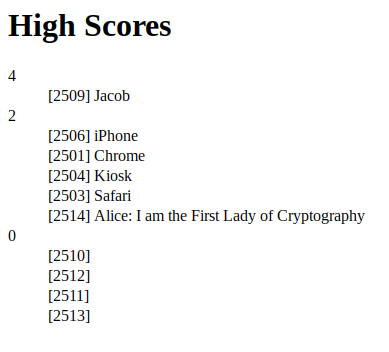 High Scores
4
[2509] Jacob
2
[2506] iPhone
[2501] Chrome
[2504] Kiosk
[2503] Safari
[2514] Alice: I am the First Lady of Cryptography
0
[2510]
[2512]
[2511]
[2513]